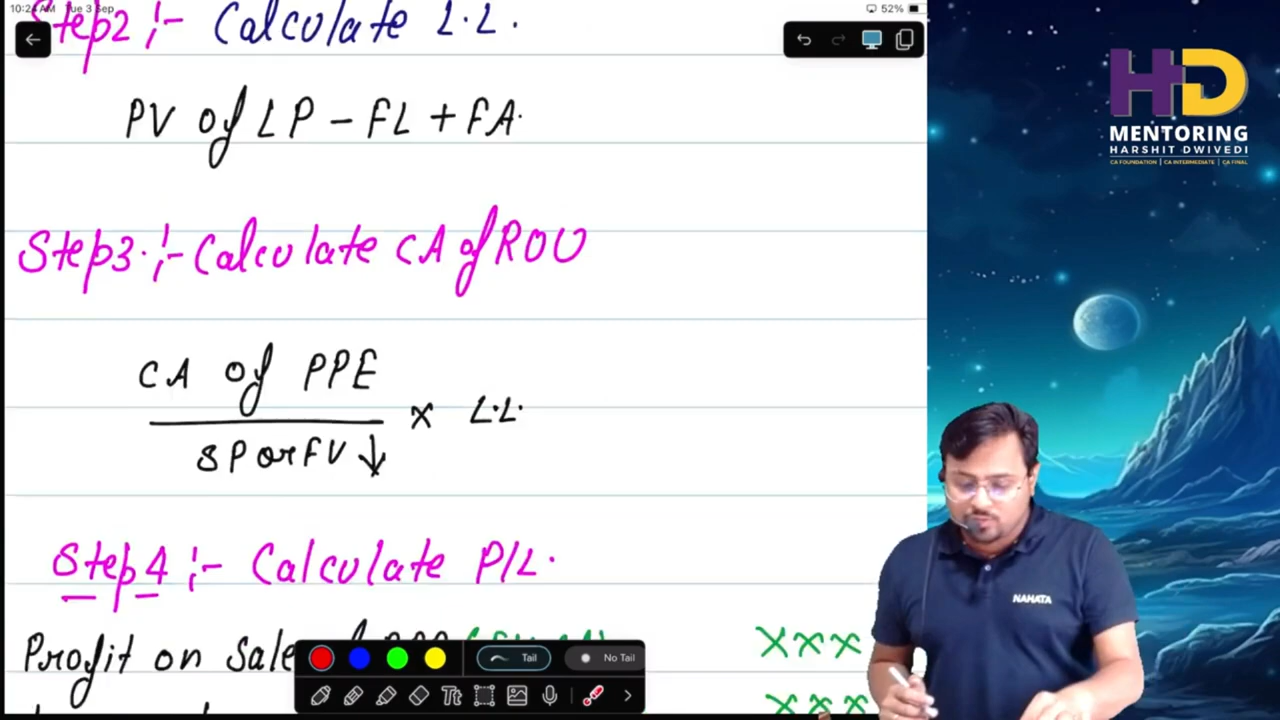 10:24 AM Tue 3 Sep
52%
Step2 :- Calculate L.L.
PV of LP - FL + FA.
Step3. :- Calculate CA of ROU
CA of PPE
SP or FV ↓
x L.L.
Step4 :- Calculate P/L.
Profit on Sale
xxx
xxx
Tail
No Tail
Tt
HD
MENTORING
HARSHIT DWIVEDI
CA FOUNDATION | CA INTERMEDIATE | CA FINAL
NAHATA